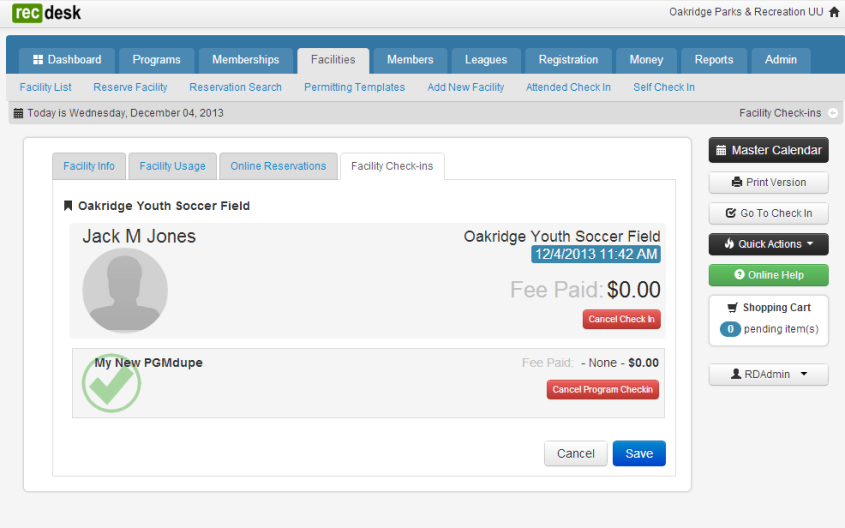 recdesk
Oakridge Parks & Recreation UU
Dashboard Programs Memberships Facilities Members Leagues Registration Money Reports Admin
Facility List Reserve Facility Reservation Search Permitting Templates Add New Facility Attended Check In Self Check In
Today is Wednesday, December 04, 2013
Facility Check-ins
Facility Info Facility Usage Online Reservations Facility Check-ins
Oakridge Youth Soccer Field
Jack M Jones
Oakridge Youth Soccer Field
12/4/2013 11:42 AM
Fee Paid: $0.00
Cancel Check In
My New PGMdupe
Fee Paid: - None - $0.00
Cancel Program Checkin
Cancel Save
Master Calendar
Print Version
Go To Check In
Quick Actions
Online Help
Shopping Cart
0 pending item(s)
RDAdmin